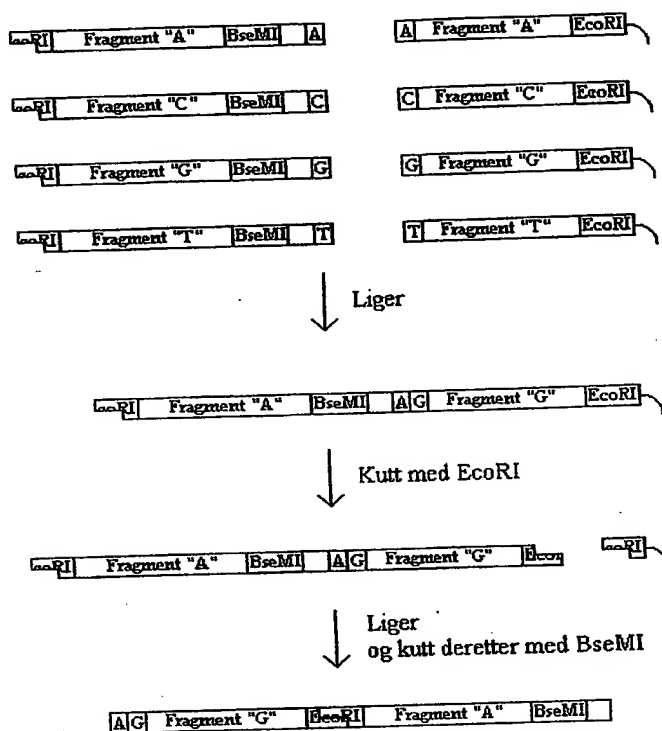 EcoRI Fragment "A" BseMI A A Fragment "A" EcoRI
EcoRI Fragment "C" BseMI C C Fragment "C" EcoRI
EcoRI Fragment "G" BseMI G G Fragment "G" EcoRI
EcoRI Fragment "T" BseMI T T Fragment "T" EcoRI
Liger
EcoRI Fragment "A" BseMI A G Fragment "G" EcoRI
Kutt med EcoRI
EcoRI Fragment "A" BseMI A G Fragment "G" EcoRI EcoRI
Liger
og kutt deretter med BseMI
A G Fragment "G" EcoRI Fragment "A" BseMI